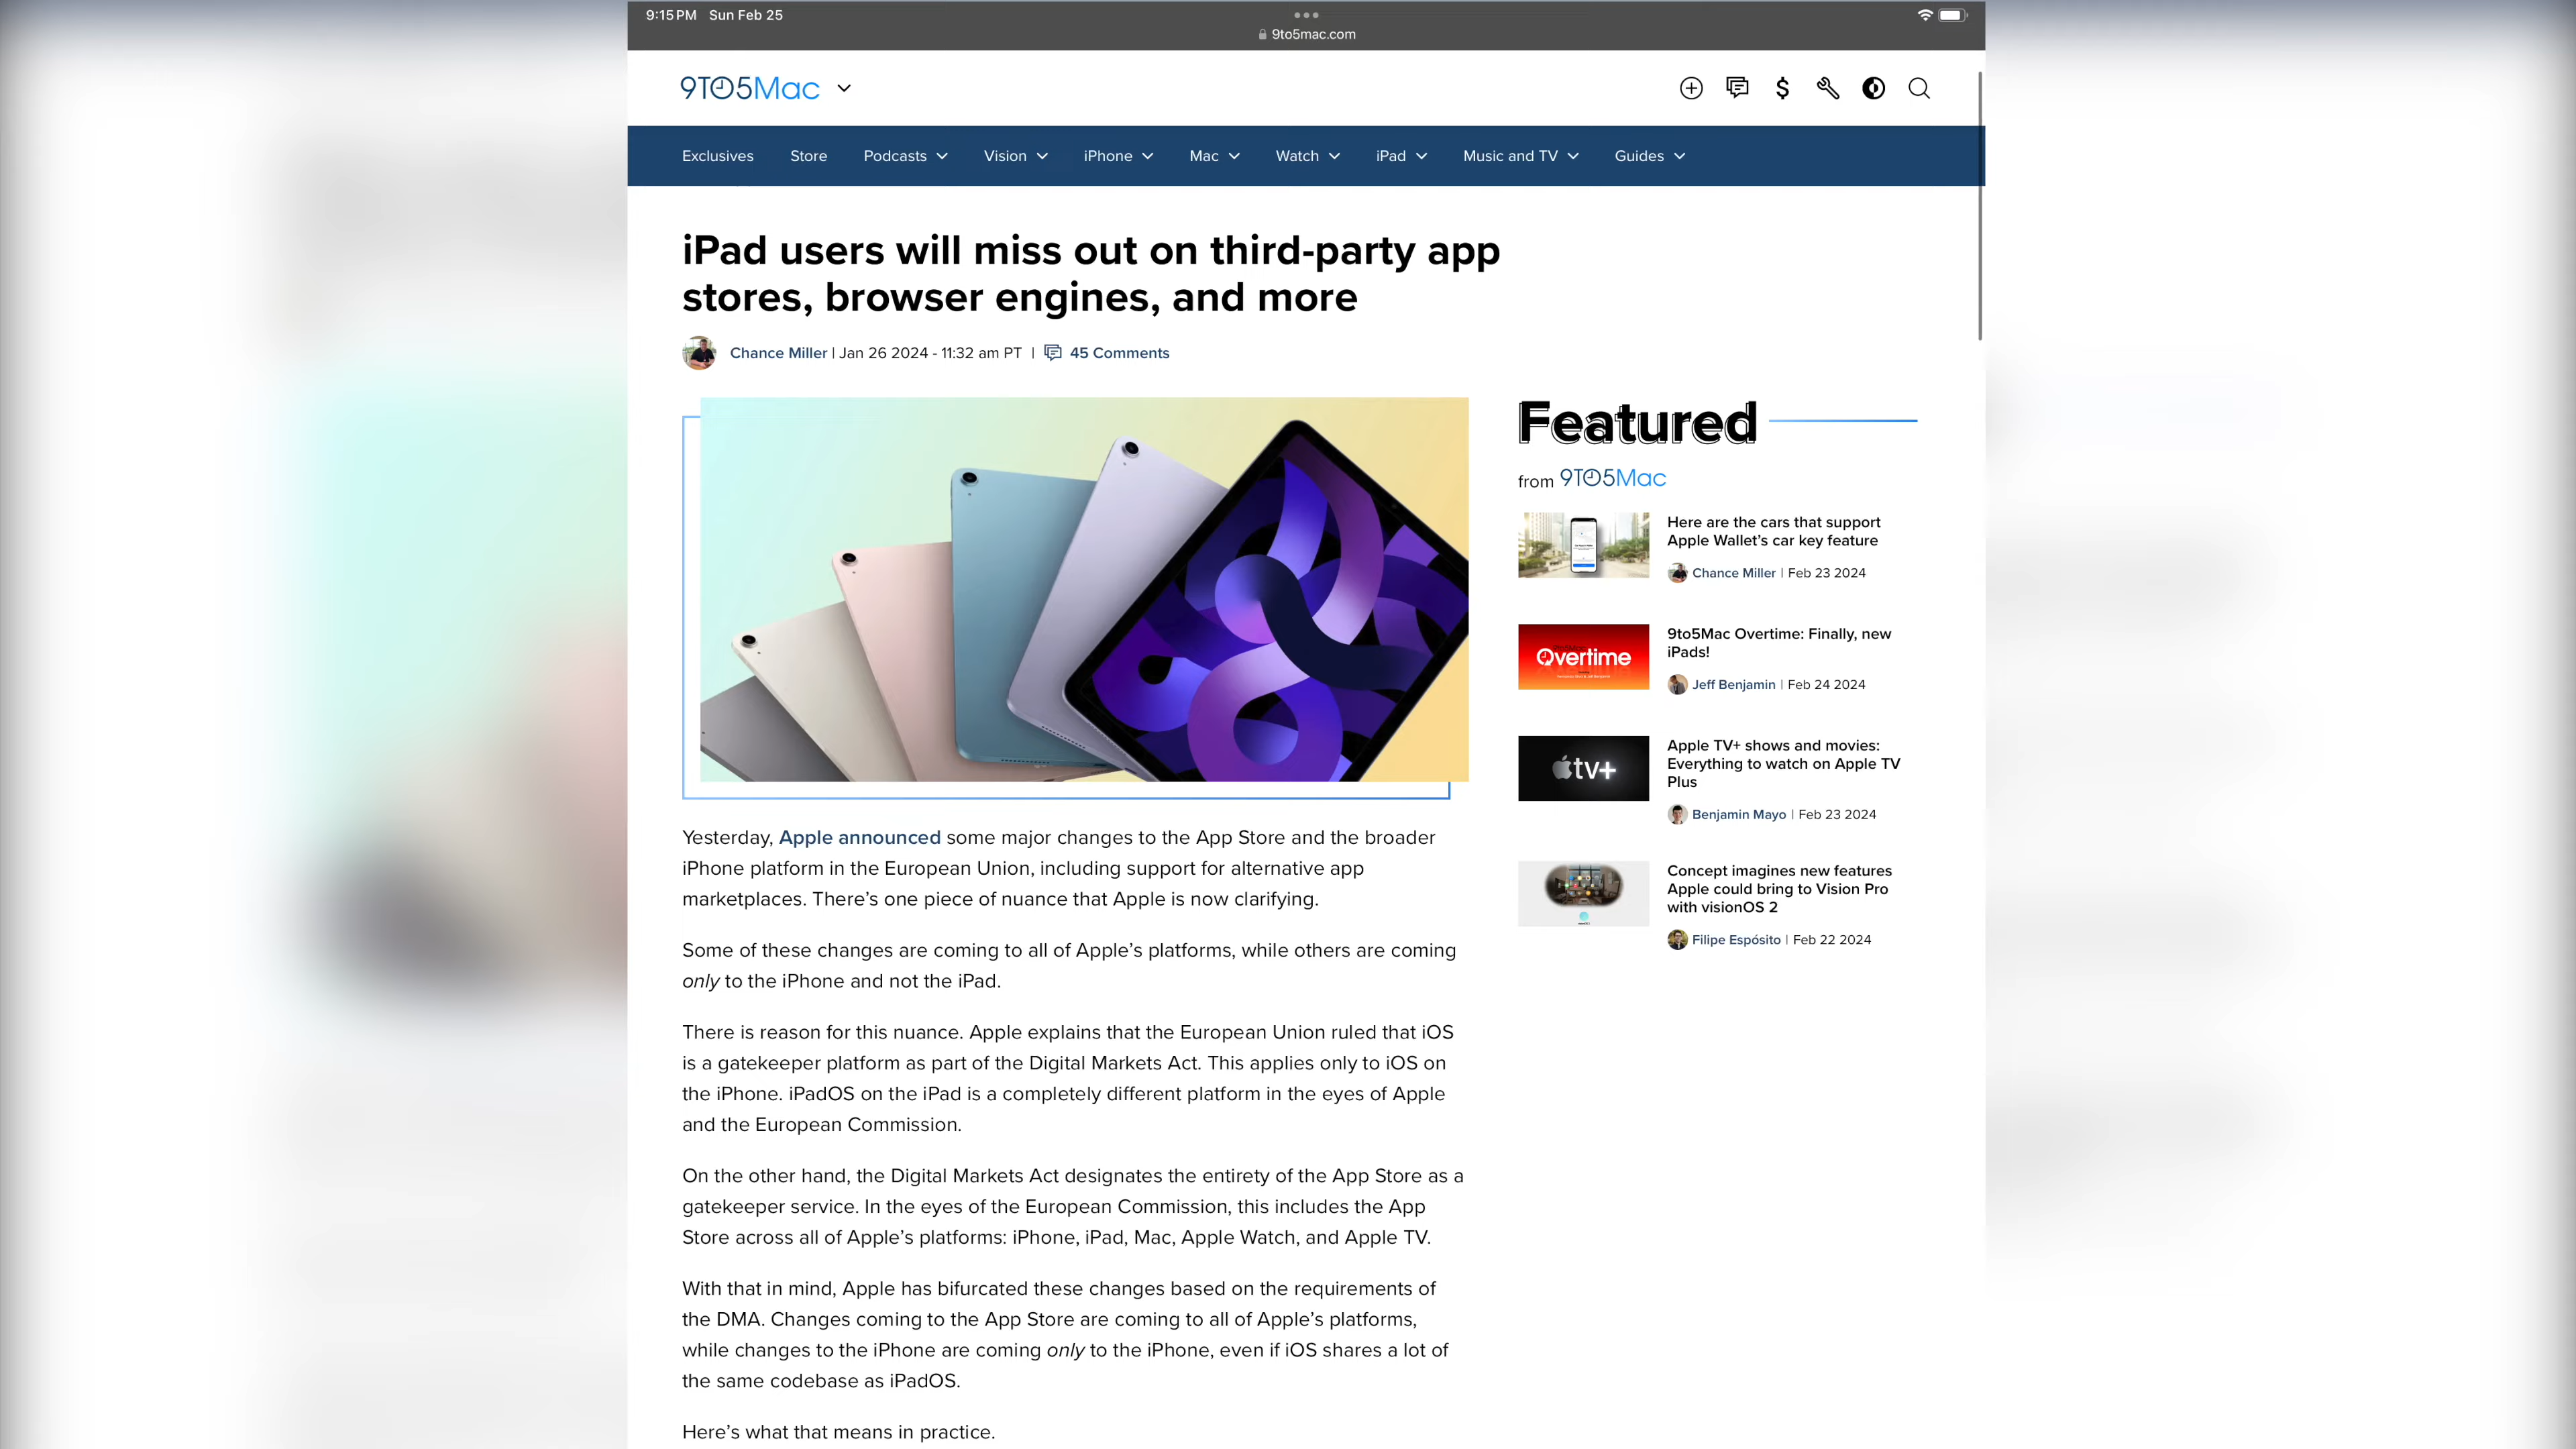 9:15 PM Sun Feb 25
9to5mac.com
9TO5Mac
Exclusives Store Podcasts Vision iPhone Mac Watch iPad Music and TV Guides
iPad users will miss out on third-party app
stores, browser engines, and more
Chance Miller | Jan 26 2024 - 11:32 am PT | 45 Comments
Yesterday, Apple announced some major changes to the App Store and the broader
iPhone platform in the European Union, including support for alternative app
marketplaces. There’s one piece of nuance that Apple is now clarifying.
Some of these changes are coming to all of Apple’s platforms, while others are coming
only to the iPhone and not the iPad.
There is reason for this nuance. Apple explains that the European Union ruled that iOS
is a gatekeeper platform as part of the Digital Markets Act. This applies only to iOS on
the iPhone. iPadOS on the iPad is a completely different platform in the eyes of Apple
and the European Commission.
On the other hand, the Digital Markets Act designates the entirety of the App Store as a
gatekeeper service. In the eyes of the European Commission, this includes the App
Store across all of Apple’s platforms: iPhone, iPad, Mac, Apple Watch, and Apple TV.
With that in mind, Apple has bifurcated these changes based on the requirements of
the DMA. Changes coming to the App Store are coming to all of Apple’s platforms,
while changes to the iPhone are coming only to the iPhone, even if iOS shares a lot of
the same codebase as iPadOS.
Here’s what that means in practice.
Featured
from 9TO5Mac
Here are the cars that support
Apple Wallet’s car key feature
Chance Miller | Feb 23 2024
Overtime
9to5Mac Overtime: Finally, new
iPads!
Jeff Benjamin | Feb 24 2024
tv+
Apple TV+ shows and movies:
Everything to watch on Apple TV
Plus
Benjamin Mayo | Feb 23 2024
Concept imagines new features
Apple could bring to Vision Pro
with visionOS 2
Filipe Espósito | Feb 22 2024